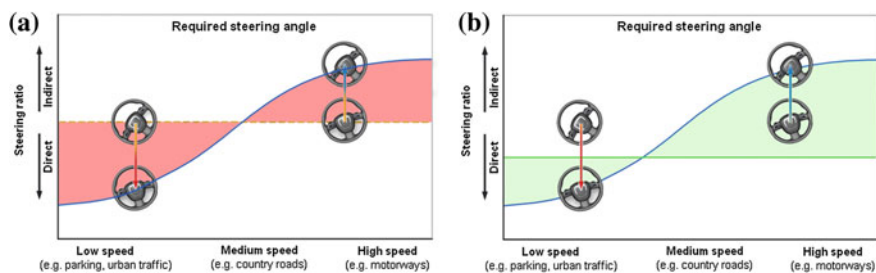 (a)
Required steering angle
Steering ratio
Direct
Indirect
Low speed
(e.g. parking, urban traffic)
Medium speed
(e.g. country roads)
High speed
(e.g. motorways)
(b)
Required steering angle
Steering ratio
Direct
Indirect
Low speed
(e.g. parking, urban traffic)
Medium speed
(e.g. country roads)
High speed
(e.g. motorways)